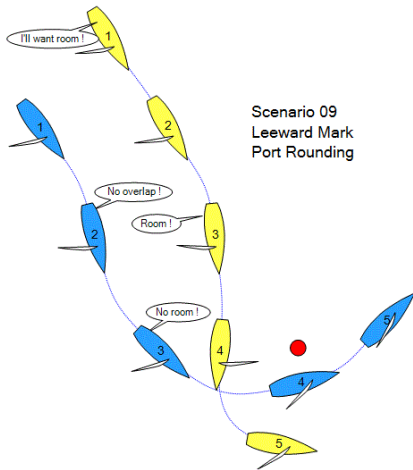 I'll want room !
1
2
Scenario 09
Leeward Mark
Port Rounding
1
No overlap !
2
Room !
3
No room !
3
4
4
5
5